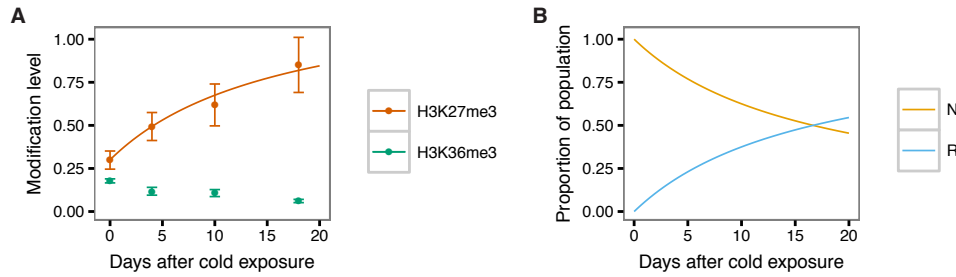 A
Modification level
1.00
0.75
0.50
0.25
0.00
0 5 10 15 20
Days after cold exposure
H3K27me3
H3K36me3
B
Proportion of population
1.00
0.75
0.50
0.25
0.00
0 5 10 15 20
Days after cold exposure
N
R